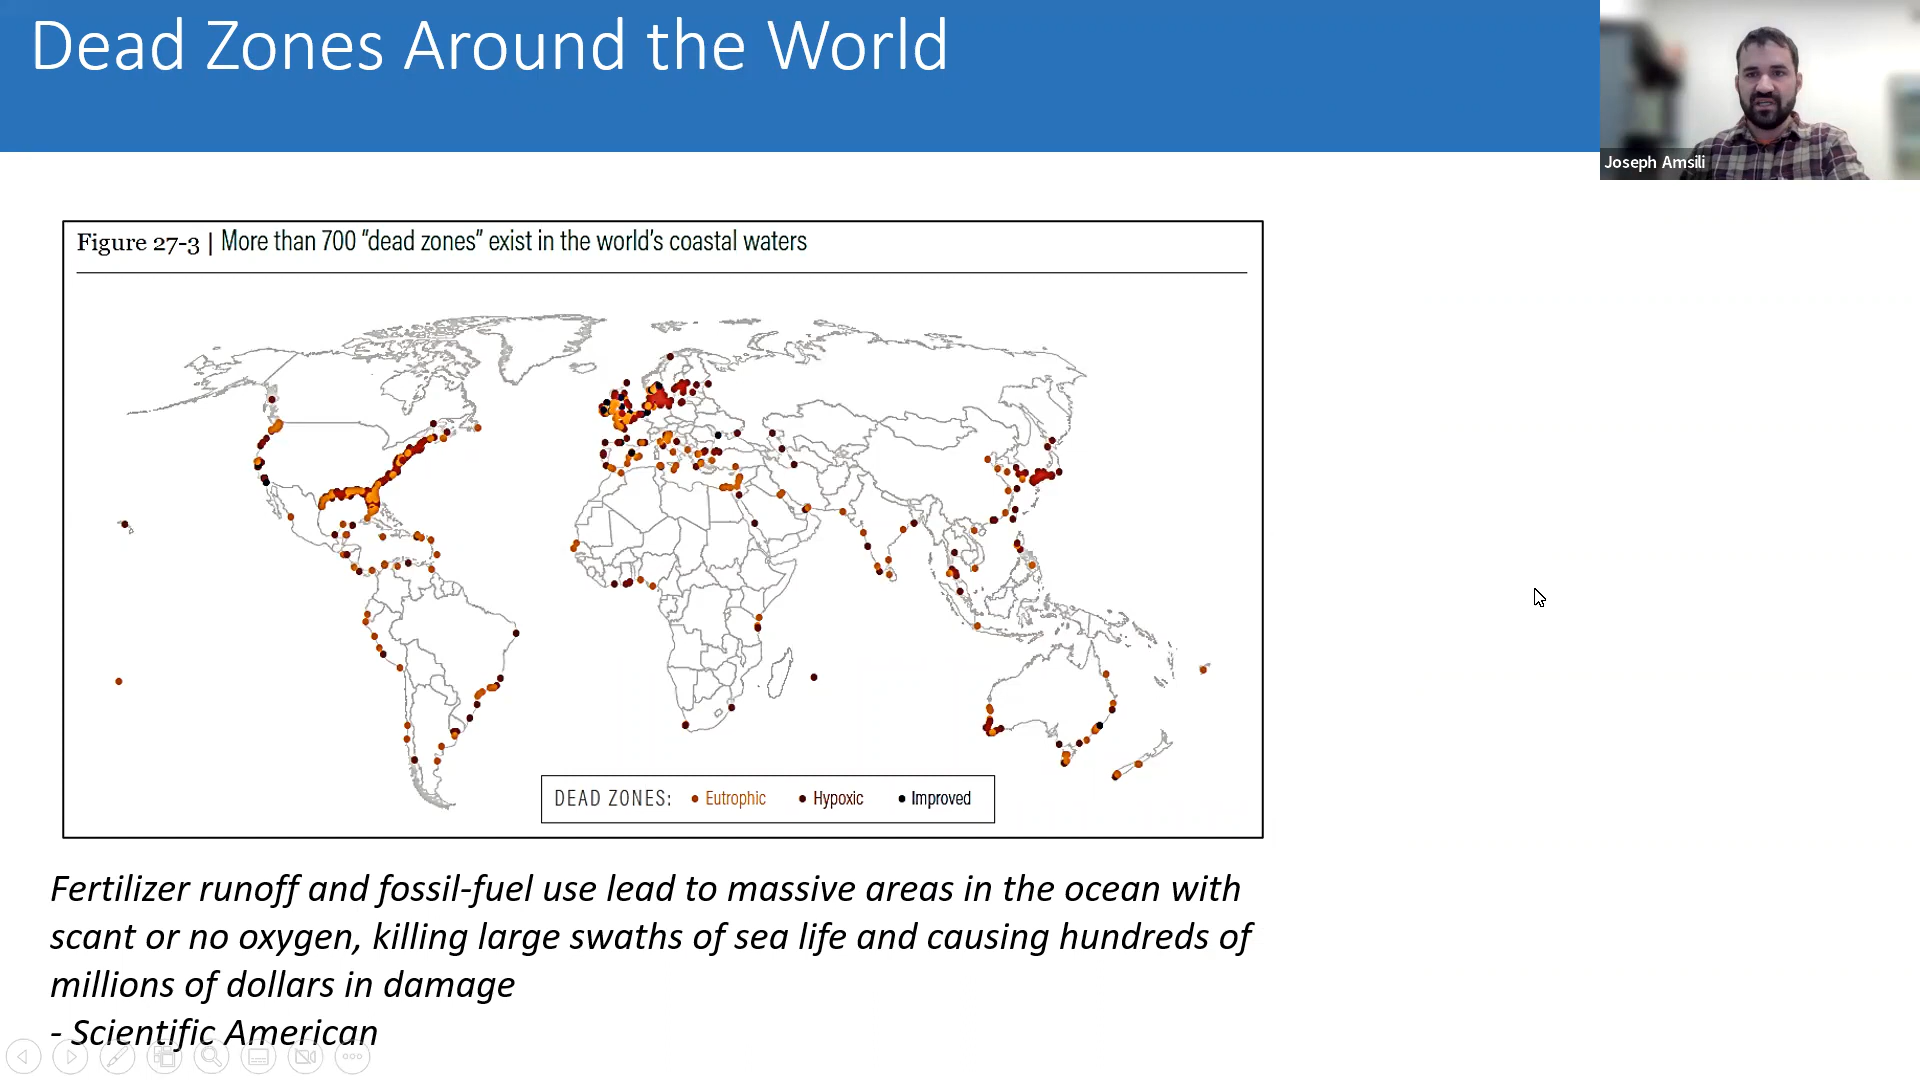 Dead Zones Around the World
Joseph Amsili
Figure 27-3 | More than 700 "dead zones" exist in the world's coastal waters
DEAD ZONES: • Eutrophic • Hypoxic • Improved
Fertilizer runoff and fossil-fuel use lead to massive areas in the ocean with
scant or no oxygen, killing large swaths of sea life and causing hundreds of
millions of dollars in damage
- Scientific American